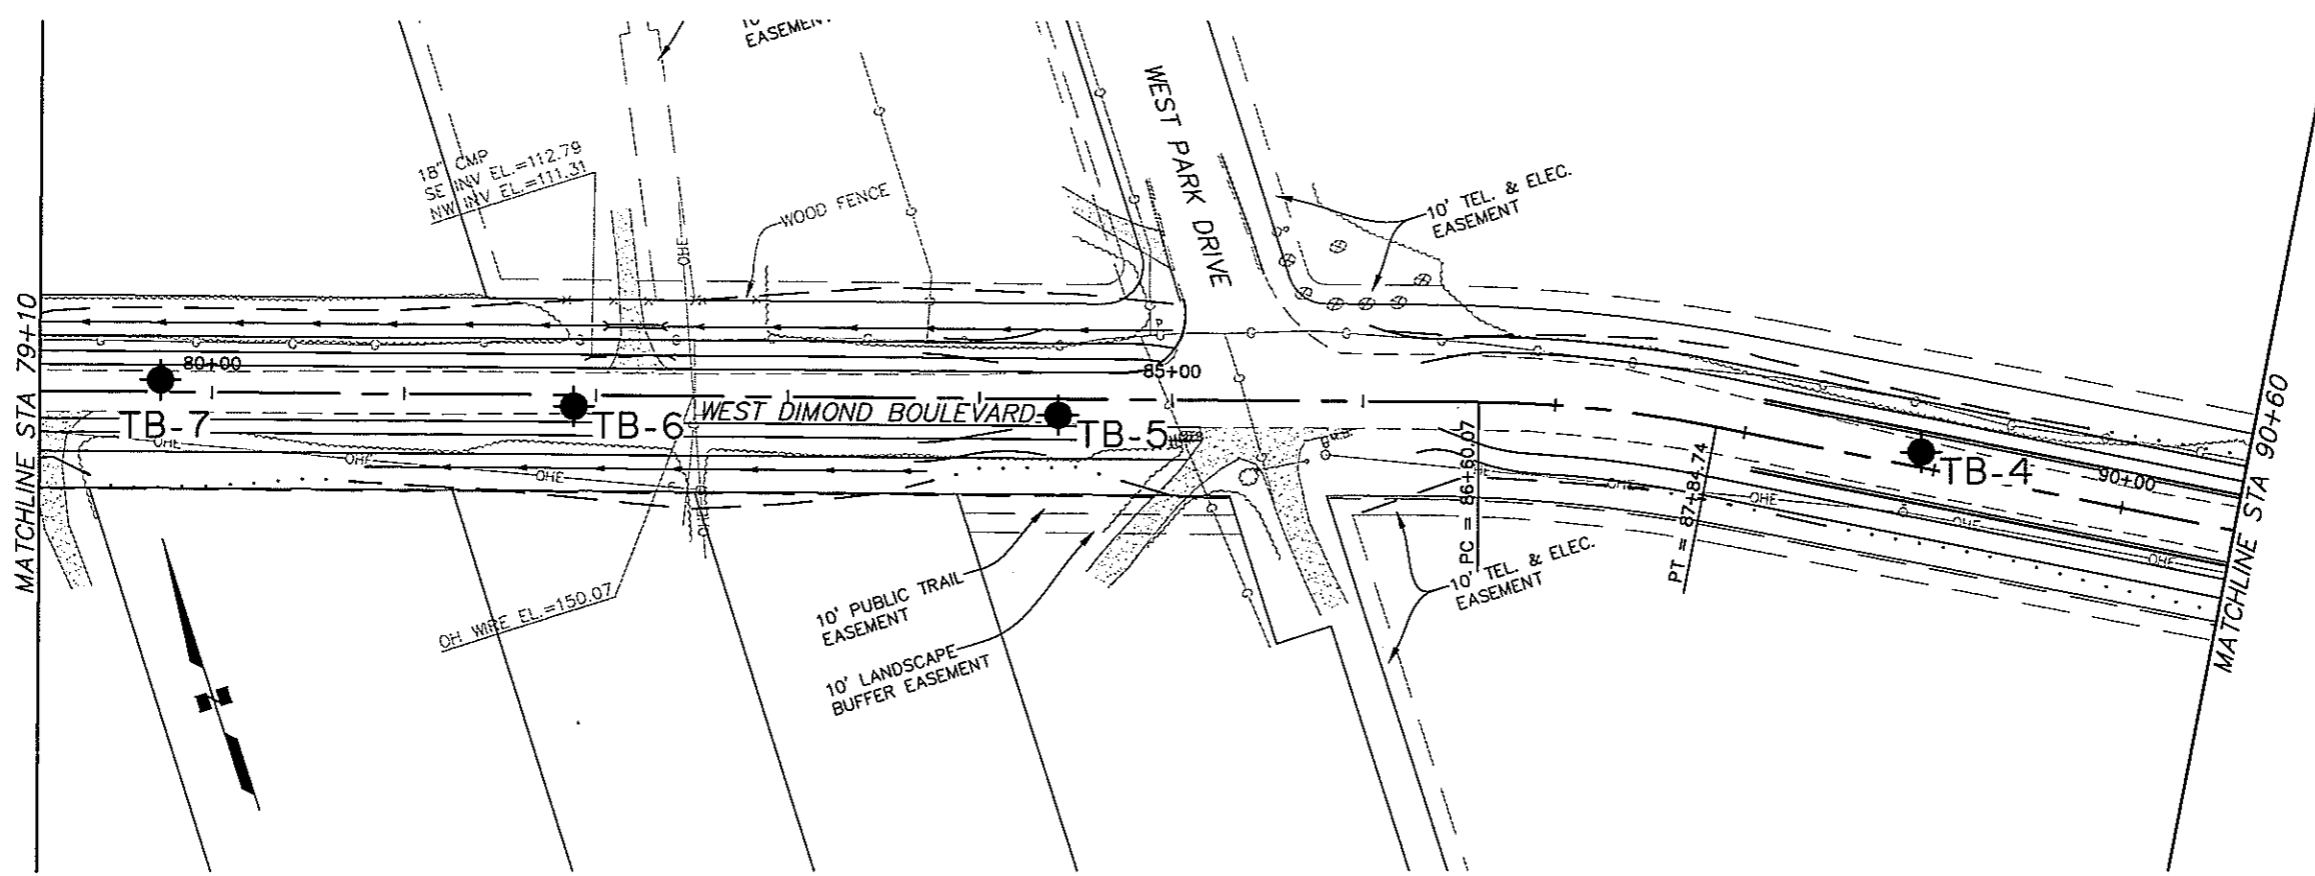 EASEMENT
18" CMP
SE INV EL.=112.79
NW INV EL.=111.31
WOOD FENCE
OHE
WEST PARK DRIVE
10' TEL. & ELEC.
EASEMENT
MATCHLINE STA 79+10
80+00
85+00
TB-7
TB-6
WEST DIMOND BOULEVARD
TB-5
TB-4
90+00
OHE
OHE
OHE
OHE
OHE
OHE
OHE
PC = 86+60.07
PT = 87+84.74
MATCHLINE STA 90+60
OH WIRE EL.=150.07
10' PUBLIC TRAIL
EASEMENT
10' LANDSCAPE
BUFFER EASEMENT
10' TEL. & ELEC.
EASEMENT
N